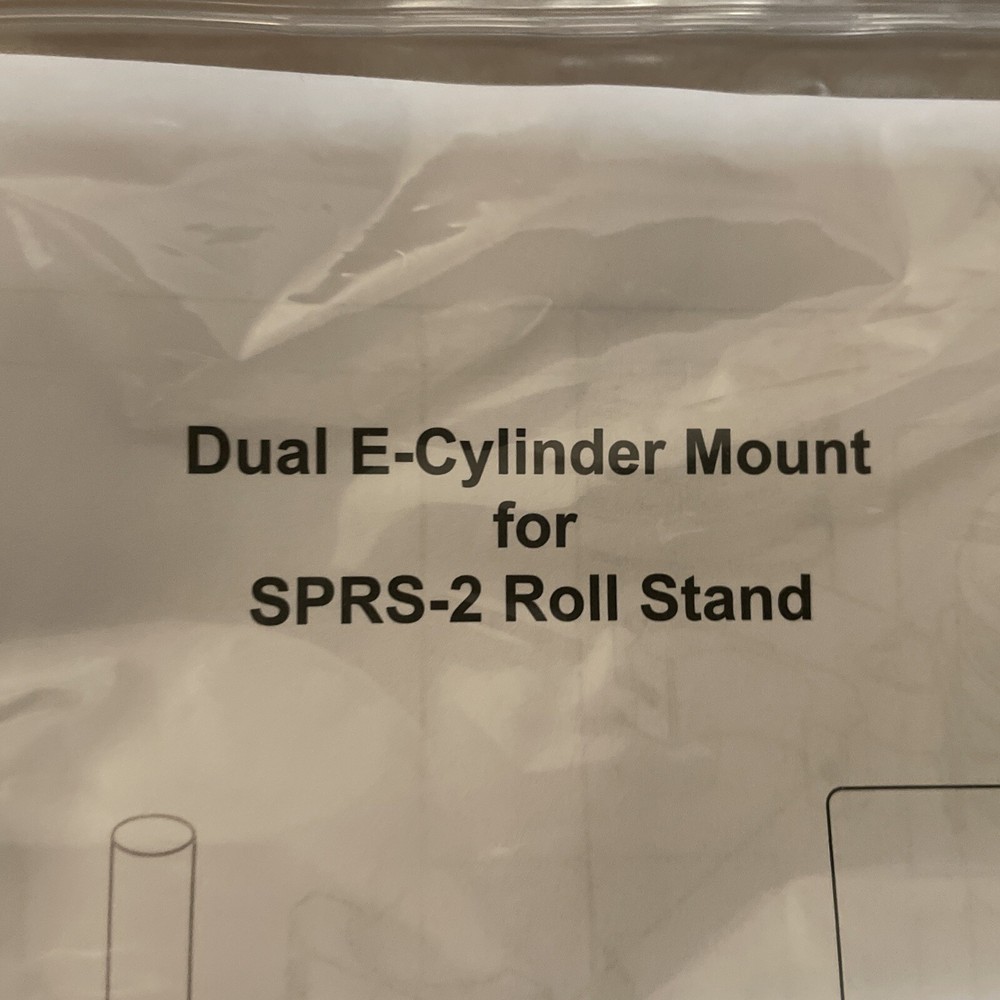 Dual E-Cylinder Mount
for
SPRS-2 Roll Stand